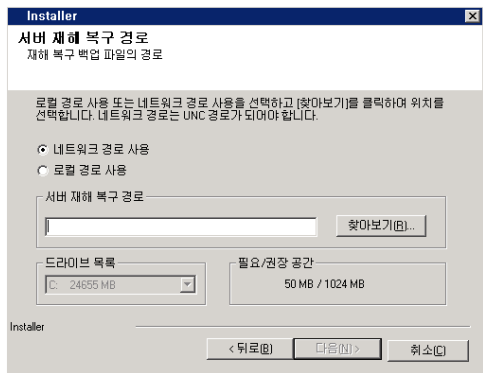 Installer
서버 재해 복구 경로
재해 복구 백업 파일의 경로
로컬 경로 사용 또는 네트워크 경로 사용을 선택하고 [찾아보기]를 클릭하여 위치를
선택합니다. 네트워크 경로는 UNC 경로가 되어야 합니다.
네트워크 경로 사용
로컬 경로 사용
서버 재해 복구 경로
찾아보기(R)...
드라이브 목록
필요/권장 공간
C: 24655 MB
50 MB / 1024 MB
Installer
< 뒤로(B) 다음(N) > 취소(C)